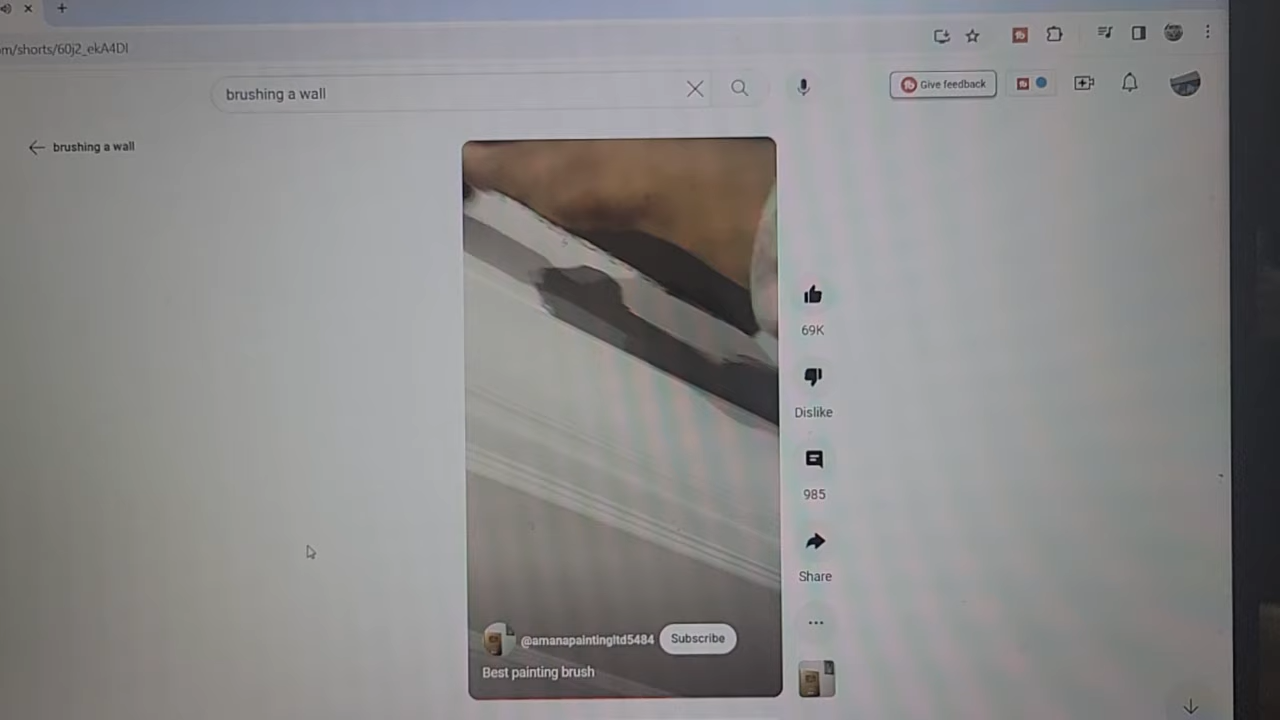 m/shorts/60j2_ekA4DI
brushing a wall
Give feedback
brushing a wall
69K
Dislike
985
Share
@amanapaintingltd5484
Subscribe
Best painting brush